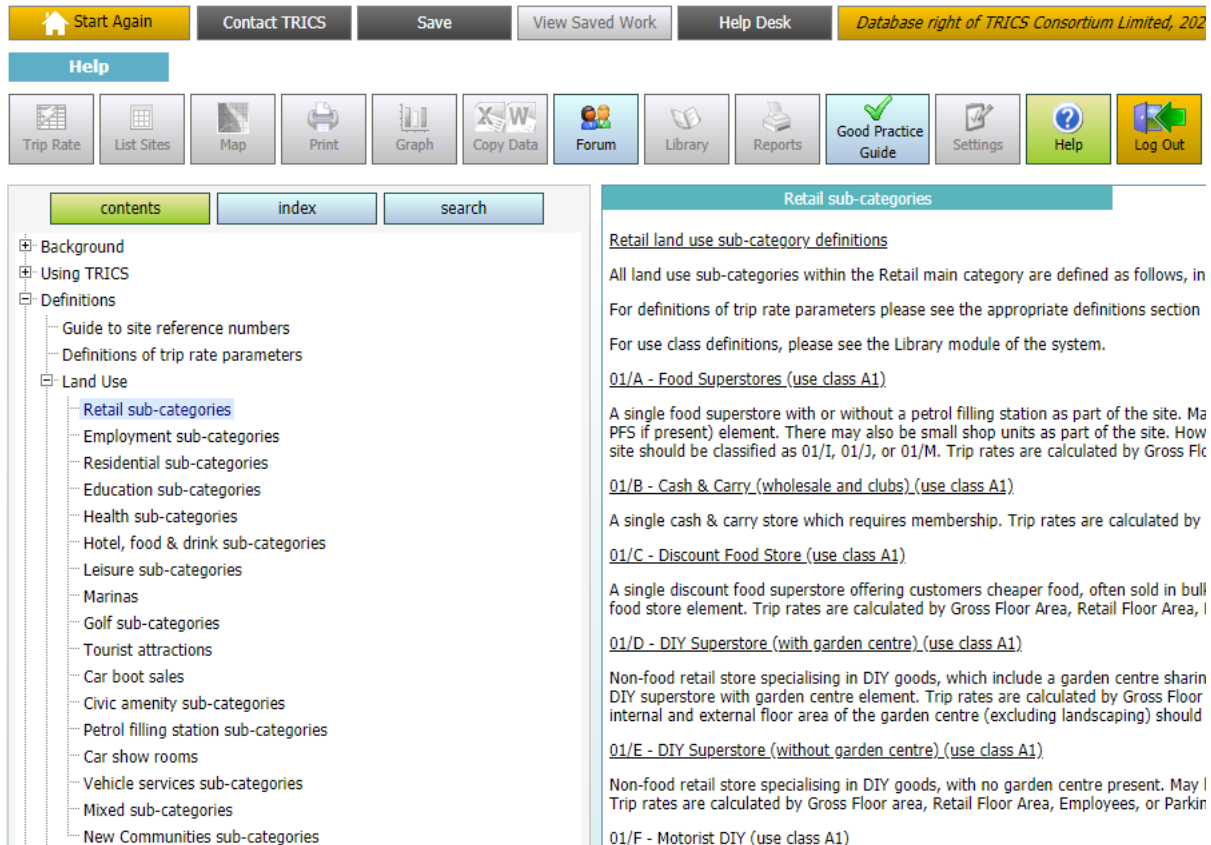 Start Again
Contact TRICS
Save
View Saved Work
Help Desk
Database right of TRICS Consortium Limited, 202
Help
Trip Rate
List Sites
Map
Print
Graph
X W
Copy Data
Forum
Library
Reports
Good Practice
Guide
Settings
?
Help
Log Out
contents
index
search
Background
Using TRICS
Definitions
Guide to site reference numbers
Definitions of trip rate parameters
Land Use
Retail sub-categories
Employment sub-categories
Residential sub-categories
Education sub-categories
Health sub-categories
Hotel, food & drink sub-categories
Leisure sub-categories
Marinas
Golf sub-categories
Tourist attractions
Car boot sales
Civic amenity sub-categories
Petrol filling station sub-categories
Car show rooms
Vehicle services sub-categories
Mixed sub-categories
New Communities sub-categories
Retail sub-categories
Retail land use sub-category definitions
All land use sub-categories within the Retail main category are defined as follows, in
For definitions of trip rate parameters please see the appropriate definitions section
For use class definitions, please see the Library module of the system.
01/A - Food Superstores (use class A1)
A single food superstore with or without a petrol filling station as part of the site. Ma
PFS if present) element. There may also be small shop units as part of the site. How
site should be classified as 01/I, 01/J, or 01/M. Trip rates are calculated by Gross Flo
01/B - Cash & Carry (wholesale and clubs) (use class A1)
A single cash & carry store which requires membership. Trip rates are calculated by
01/C - Discount Food Store (use class A1)
A single discount food superstore offering customers cheaper food, often sold in bulk
food store element. Trip rates are calculated by Gross Floor Area, Retail Floor Area,
01/D - DIY Superstore (with garden centre) (use class A1)
Non-food retail store specialising in DIY goods, which include a garden centre sharin
DIY superstore with garden centre element. Trip rates are calculated by Gross Floor
internal and external floor area of the garden centre (excluding landscaping) should
01/E - DIY Superstore (without garden centre) (use class A1)
Non-food retail store specialising in DIY goods, with no garden centre present. May
Trip rates are calculated by Gross Floor area, Retail Floor Area, Employees, or Parkin
01/F - Motorist DIY (use class A1)